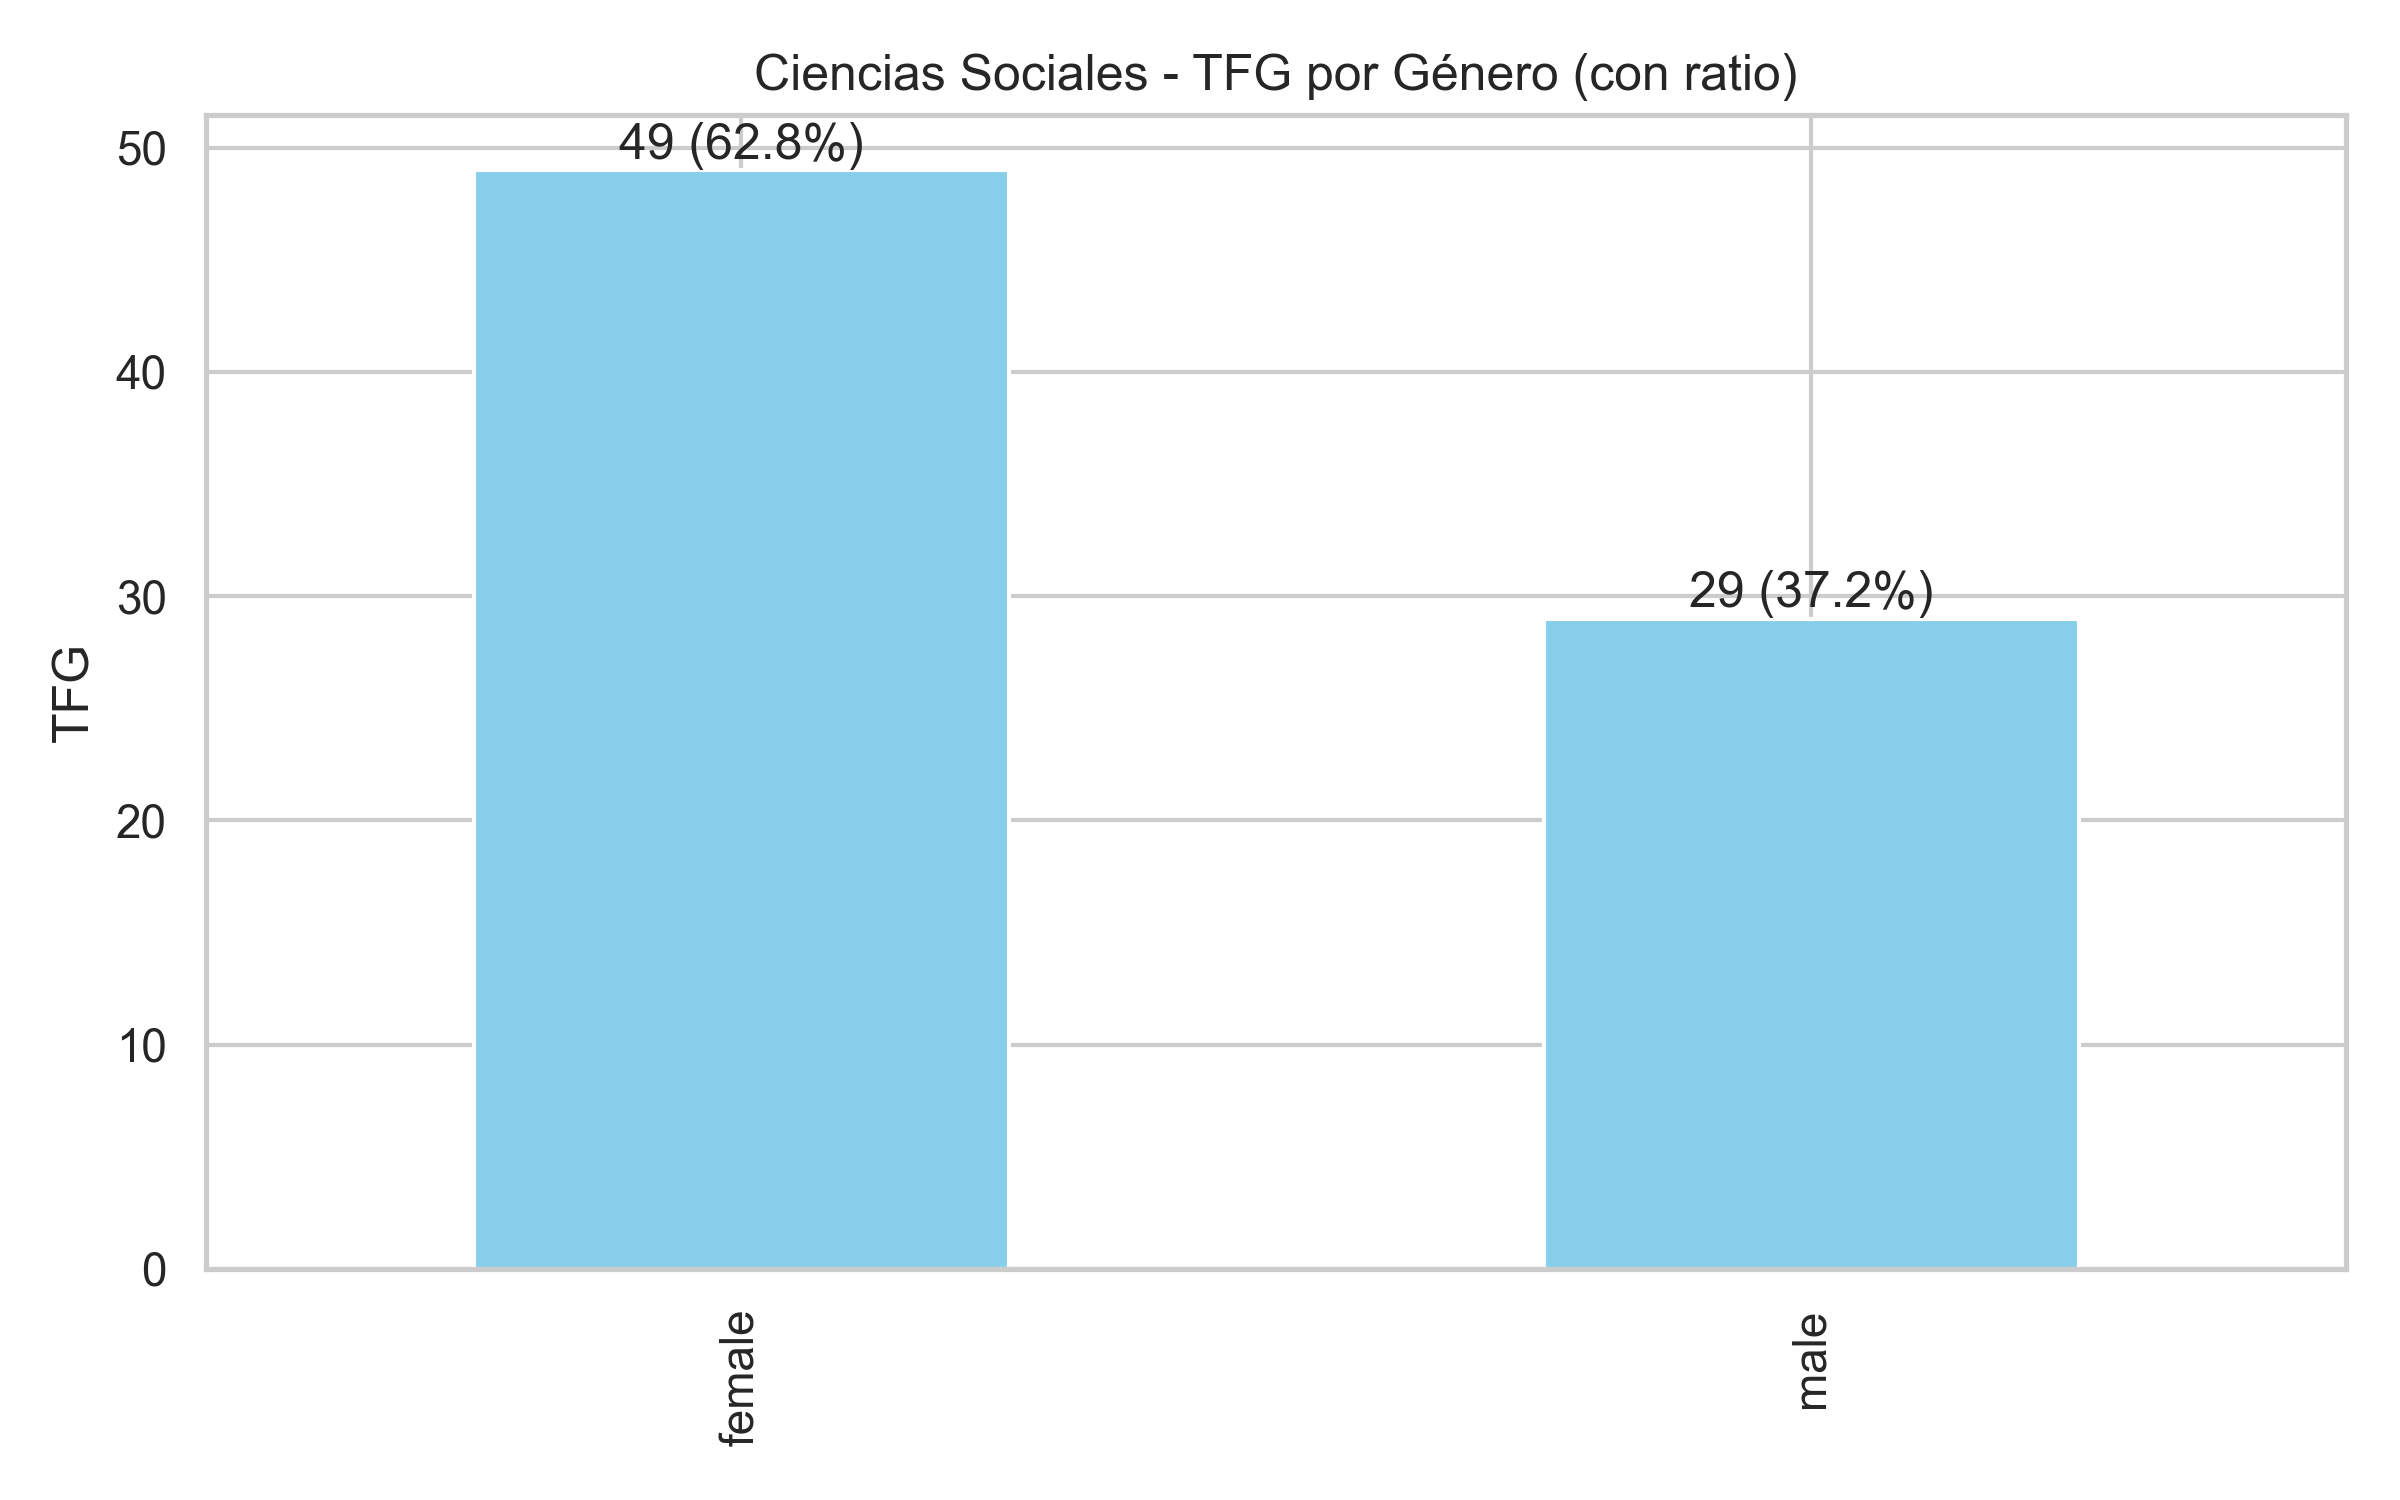 Ciencias Sociales - TFG por Género (con ratio)
50
49 (62.8%)
40
30
29 (37.2%)
TFG
20
10
0
female
male